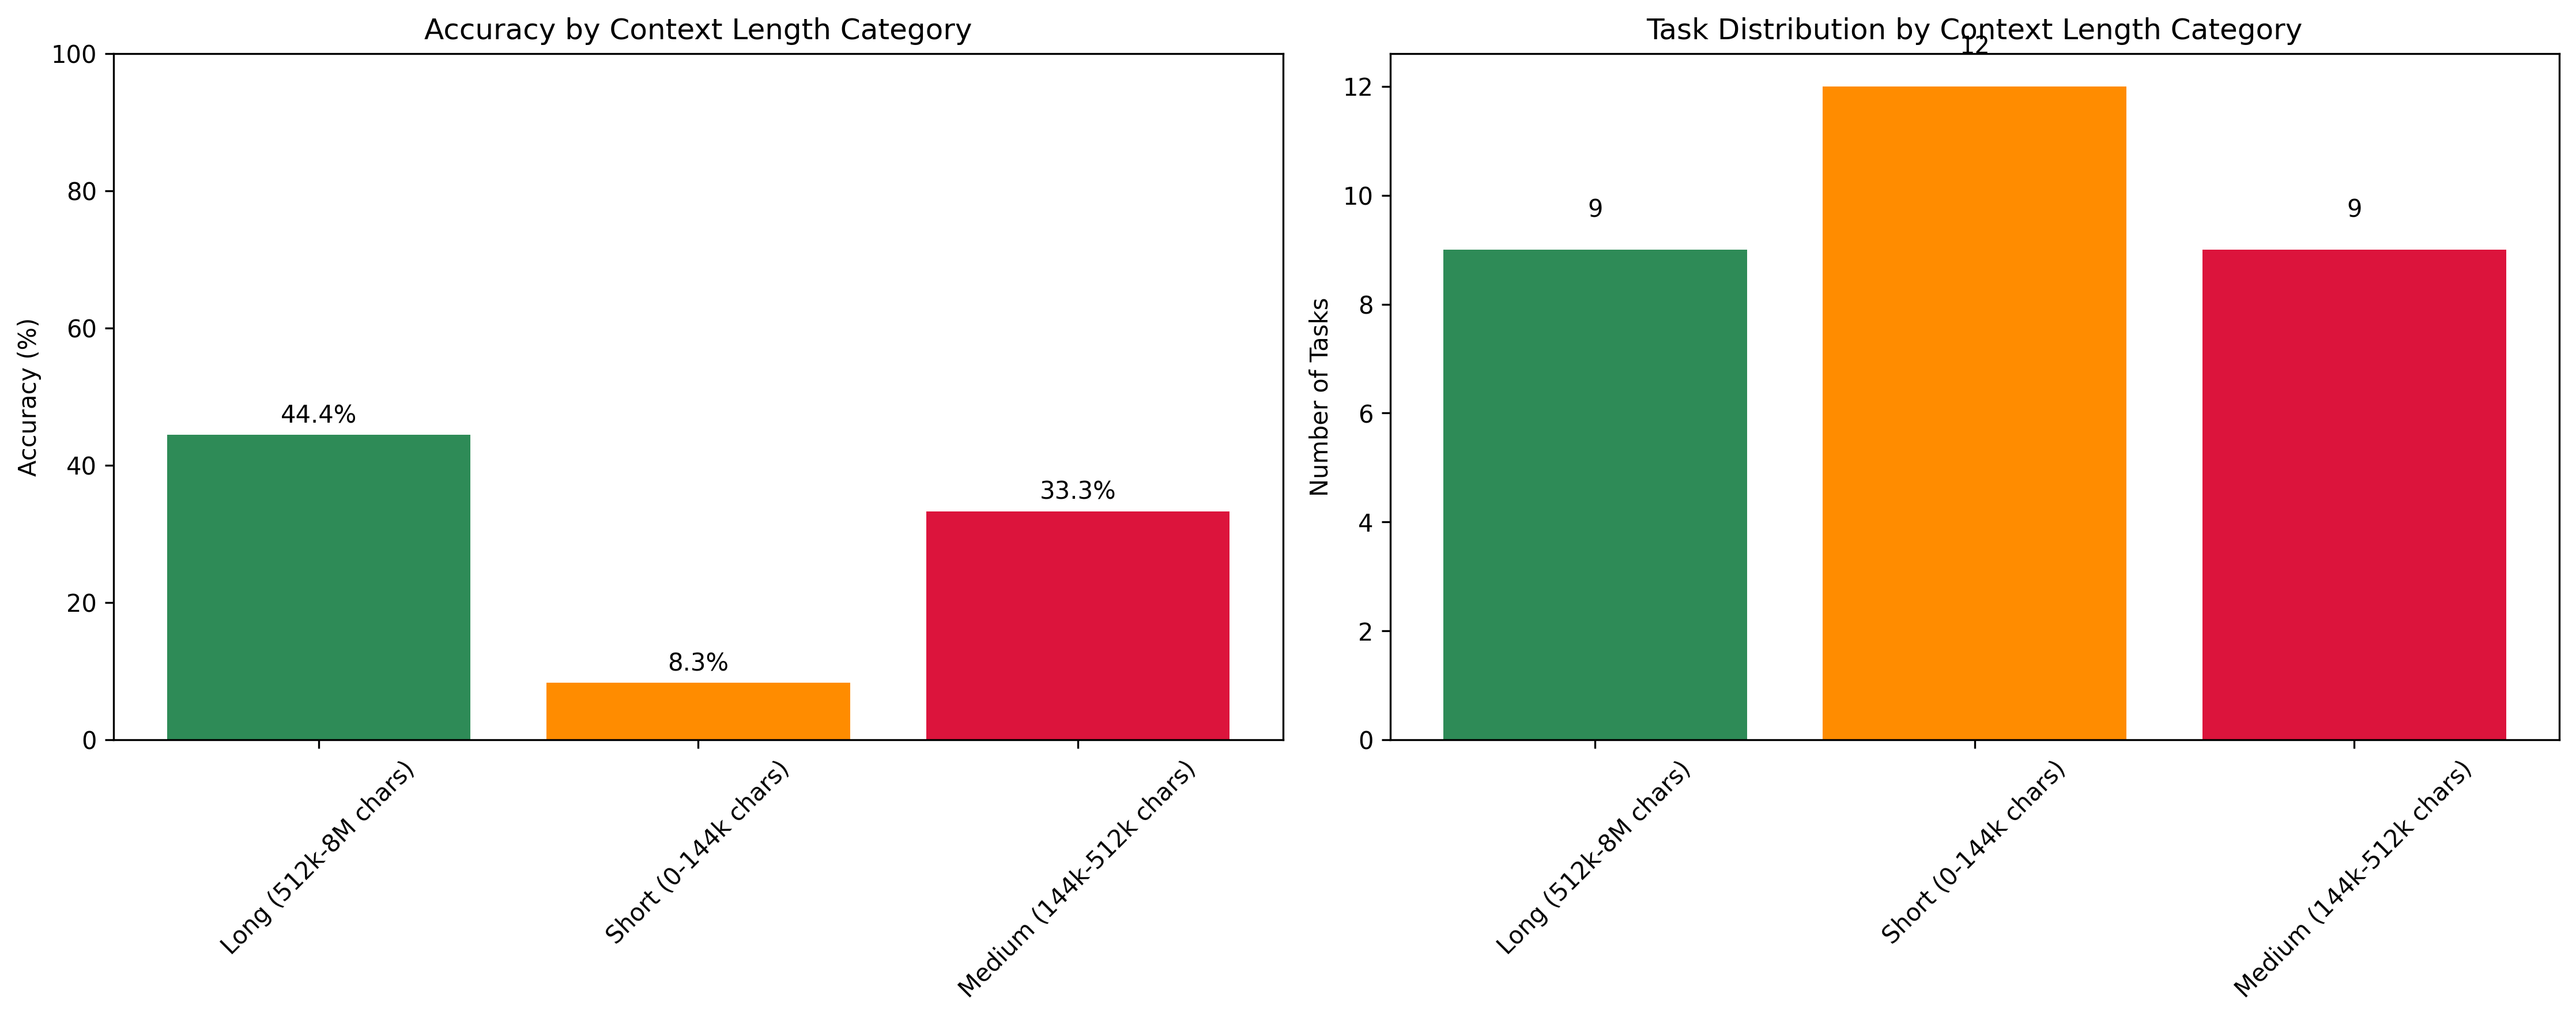 Accuracy by Context Length Category
100
80
60
40
20
0
Accuracy (%)
44.4%
8.3%
33.3%
Long (512k-8M chars)
Short (0-144k chars)
Medium (144k-512k chars)
Task Distribution by Context Length Category
12
12
10
8
6
4
2
0
Number of Tasks
9
9
Long (512k-8M chars)
Short (0-144k chars)
Medium (144k-512k chars)